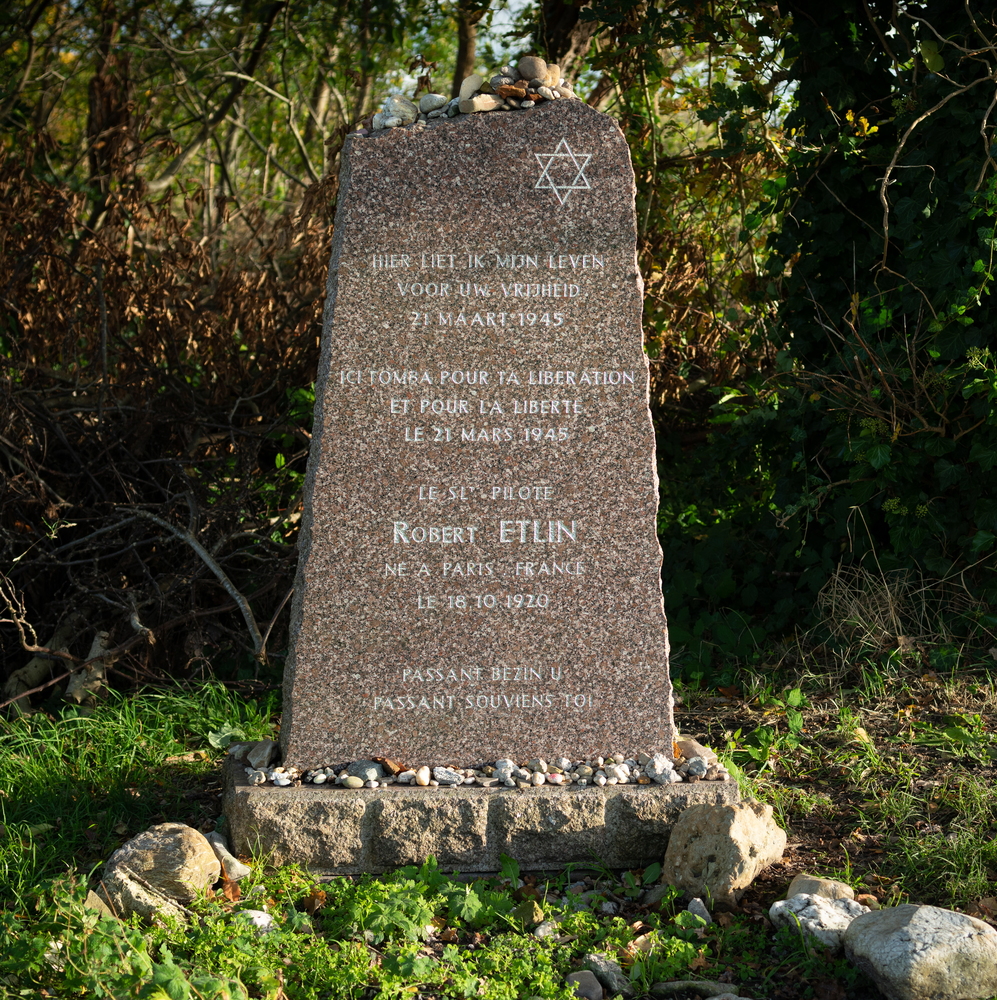 HIER LIET IK MIJN LEVEN
VOOR UW VRIJHEID
21 MAART 1945
ICI TOMBA POUR TA LIBERATION
ET POUR LA LIBERTE
LE 21 MARS 1945
LE SLT PILOTE
ROBERT ETLIN
NE A PARIS FRANCE
LE 18.10.1920
PASSANT BEZIN U
PASSANT SOUVIENS TOI